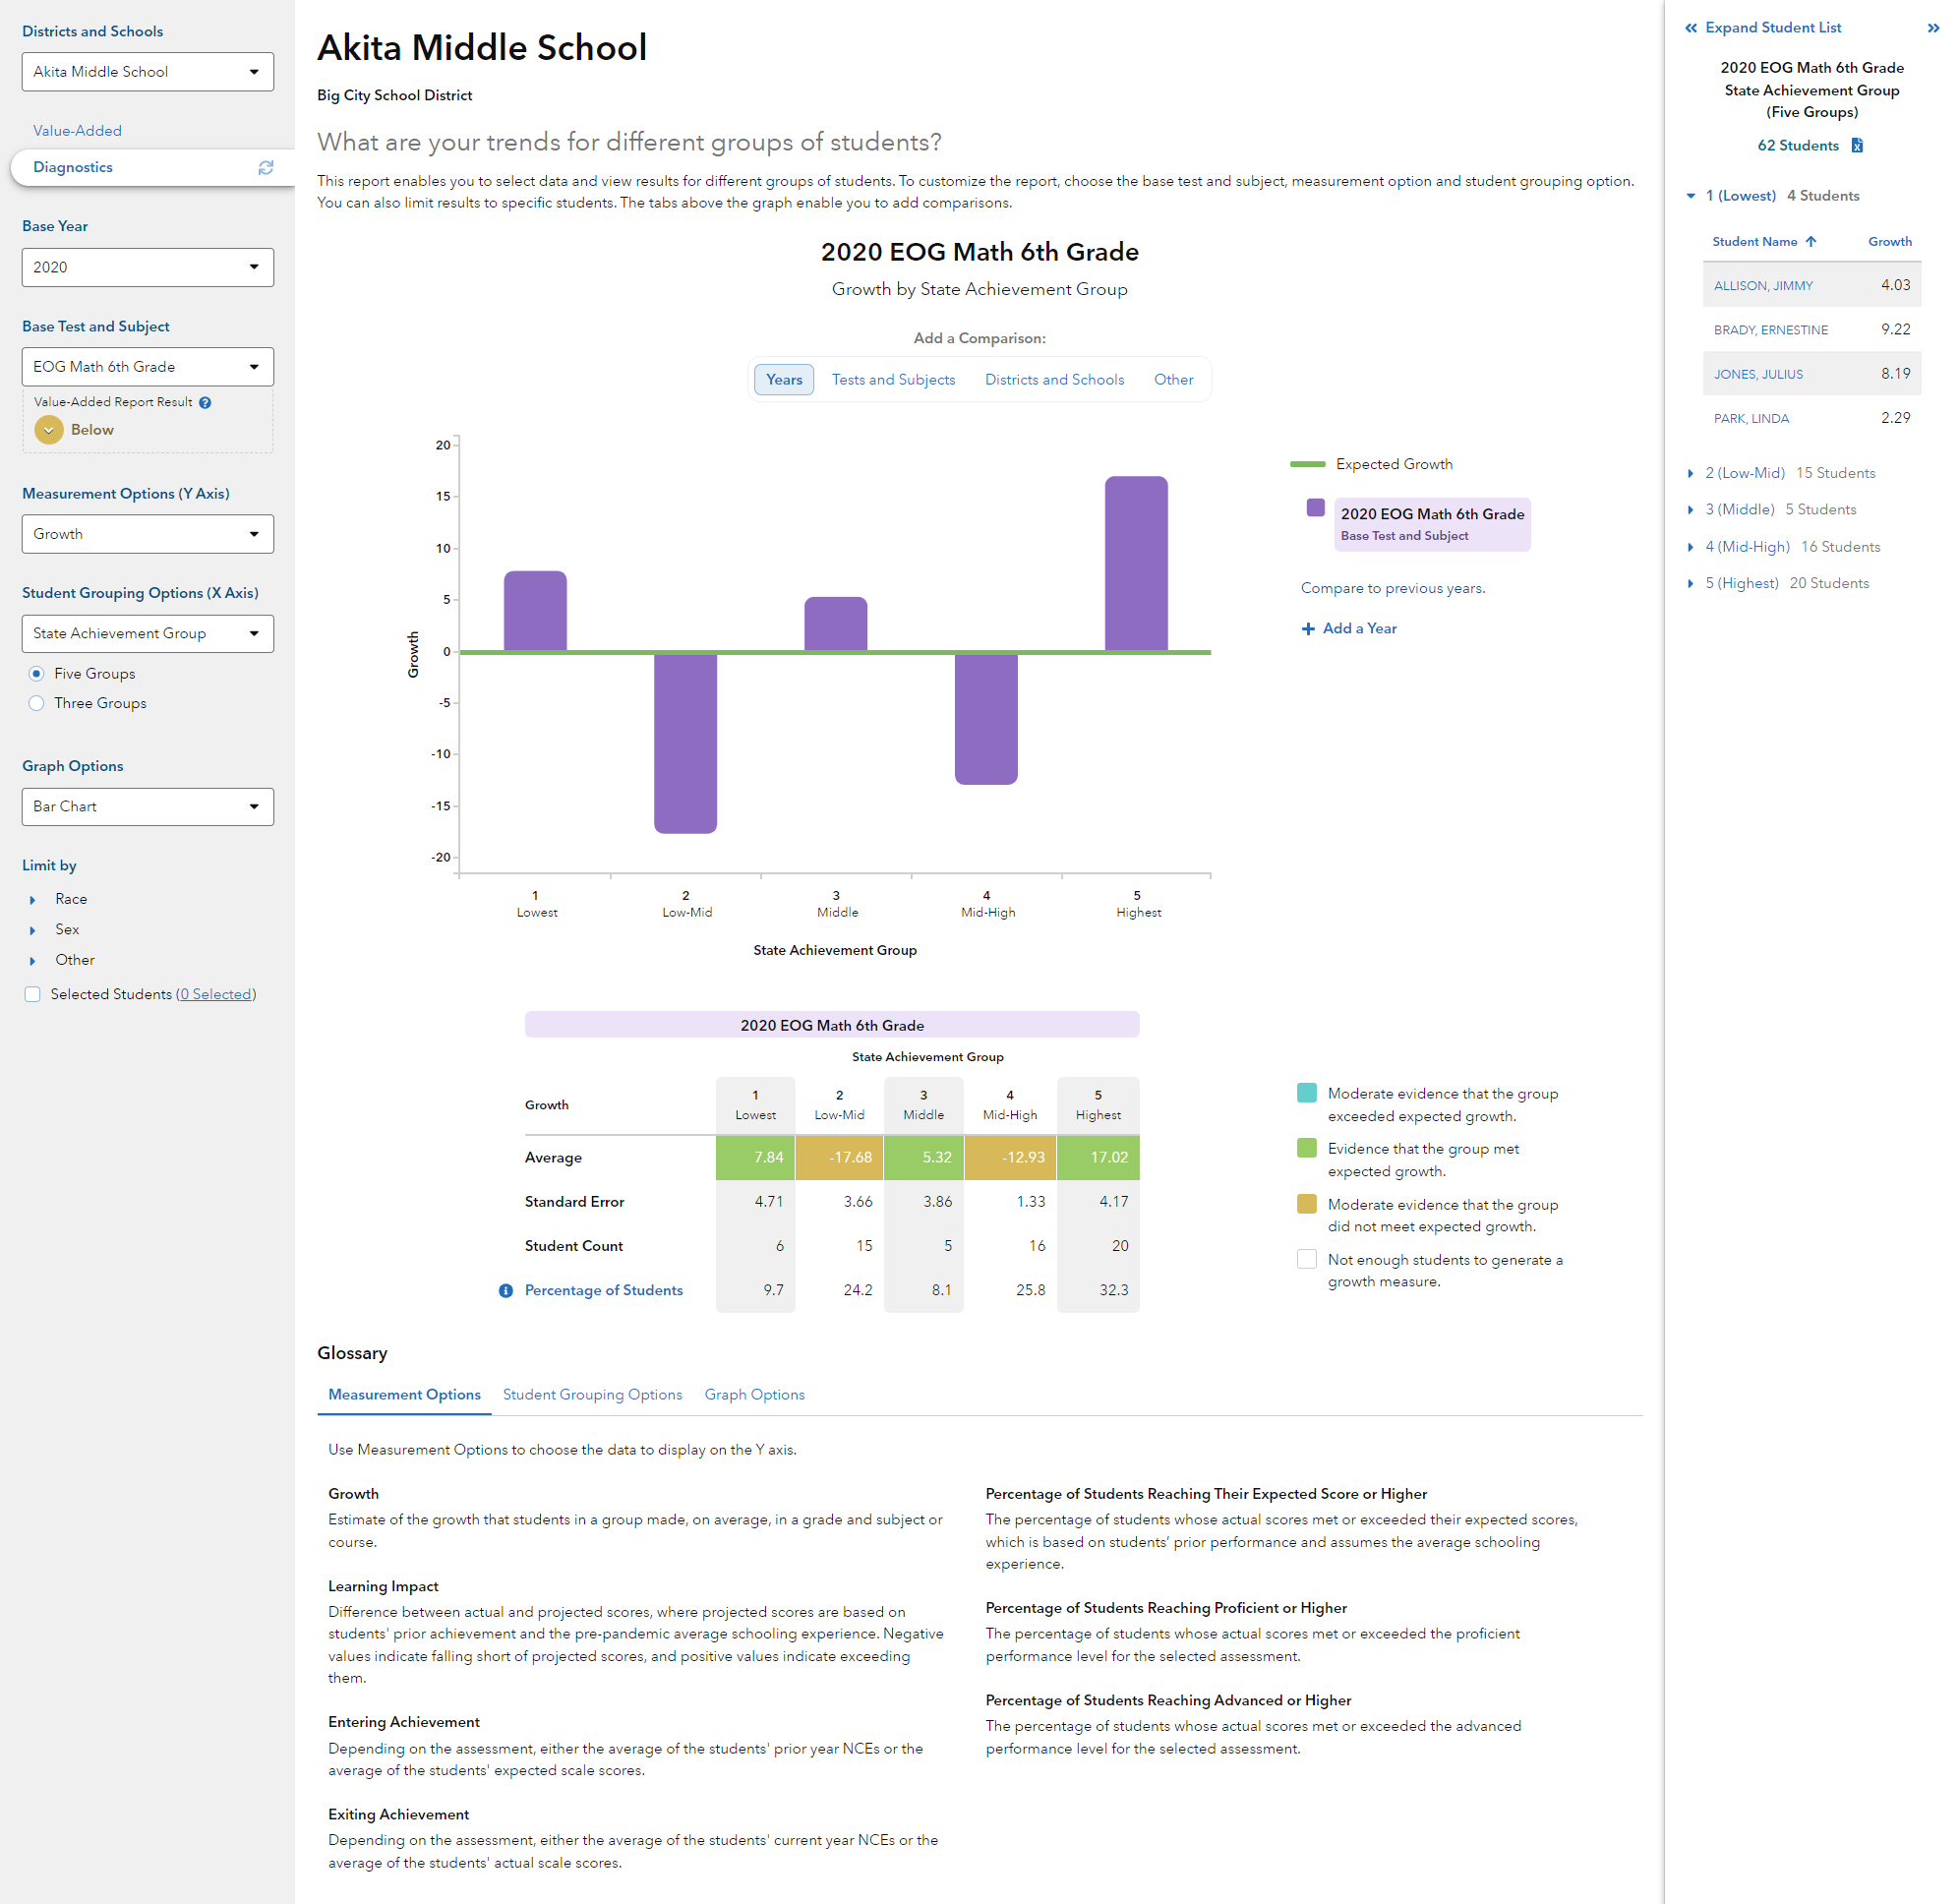 Districts and Schools
Akita Middle School
Value-Added
Diagnostics
Base Year
2020
Base Test and Subject
EOG Math 6th Grade
Value-Added Report Result
Below
Measurement Options (Y Axis)
Growth
Student Grouping Options (X Axis)
State Achievement Group
Five Groups
Three Groups
Graph Options
Bar Chart
Limit by
Race
Sex
Other
Selected Students (0 Selected)
Akita Middle School
Big City School District
What are your trends for different groups of students?
This report enables you to select data and view results for different groups of students. To customize the report, choose the base test and subject, measurement option and student grouping option.
You can also limit results to specific students. The tabs above the graph enable you to add comparisons.
2020 EOG Math 6th Grade
Growth by State Achievement Group
Add a Comparison:
Years Tests and Subjects Districts and Schools Other
20
15
10
5
0
-5
-10
-15
-20
Growth
1 2 3 4 5
Lowest Low-Mid Middle Mid-High Highest
State Achievement Group
Expected Growth
2020 EOG Math 6th Grade
Base Test and Subject
Compare to previous years.
+ Add a Year
2020 EOG Math 6th Grade
State Achievement Group
Growth
1 2 3 4 5
Lowest Low-Mid Middle Mid-High Highest
Average 7.84 -17.68 5.32 -12.93 17.02
Standard Error 4.71 3.66 3.86 1.33 4.17
Student Count 6 15 5 16 20
Percentage of Students 9.7 24.2 8.1 25.8 32.3
Moderate evidence that the group
exceeded expected growth.
Evidence that the group met
expected growth.
Moderate evidence that the group
did not meet expected growth.
Not enough students to generate a
growth measure.
Glossary
Measurement Options Student Grouping Options Graph Options
Use Measurement Options to choose the data to display on the Y axis.
Growth
Estimate of the growth that students in a group made, on average, in a grade and subject or
course.
Learning Impact
Difference between actual and projected scores, where projected scores are based on
students' prior achievement and the pre-pandemic average schooling experience. Negative
values indicate falling short of projected scores, and positive values indicate exceeding
them.
Entering Achievement
Depending on the assessment, either the average of the students' prior year NCEs or the
average of the students' expected scale scores.
Exiting Achievement
Depending on the assessment, either the average of the students' current year NCEs or the
average of the students' actual scale scores.
Percentage of Students Reaching Their Expected Score or Higher
The percentage of students whose actual scores met or exceeded their expected scores,
which is based on students’ prior performance and assumes the average schooling
experience.
Percentage of Students Reaching Proficient or Higher
The percentage of students whose actual scores met or exceeded the proficient
performance level for the selected assessment.
Percentage of Students Reaching Advanced or Higher
The percentage of students whose actual scores met or exceeded the advanced
performance level for the selected assessment.
Expand Student List
2020 EOG Math 6th Grade
State Achievement Group
(Five Groups)
62 Students
1 (Lowest) 4 Students
Student Name Growth
ALLISON, JIMMY 4.03
BRADY, ERNESTINE 9.22
JONES, JULIUS 8.19
PARK, LINDA 2.29
2 (Low-Mid) 15 Students
3 (Middle) 5 Students
4 (Mid-High) 16 Students
5 (Highest) 20 Students